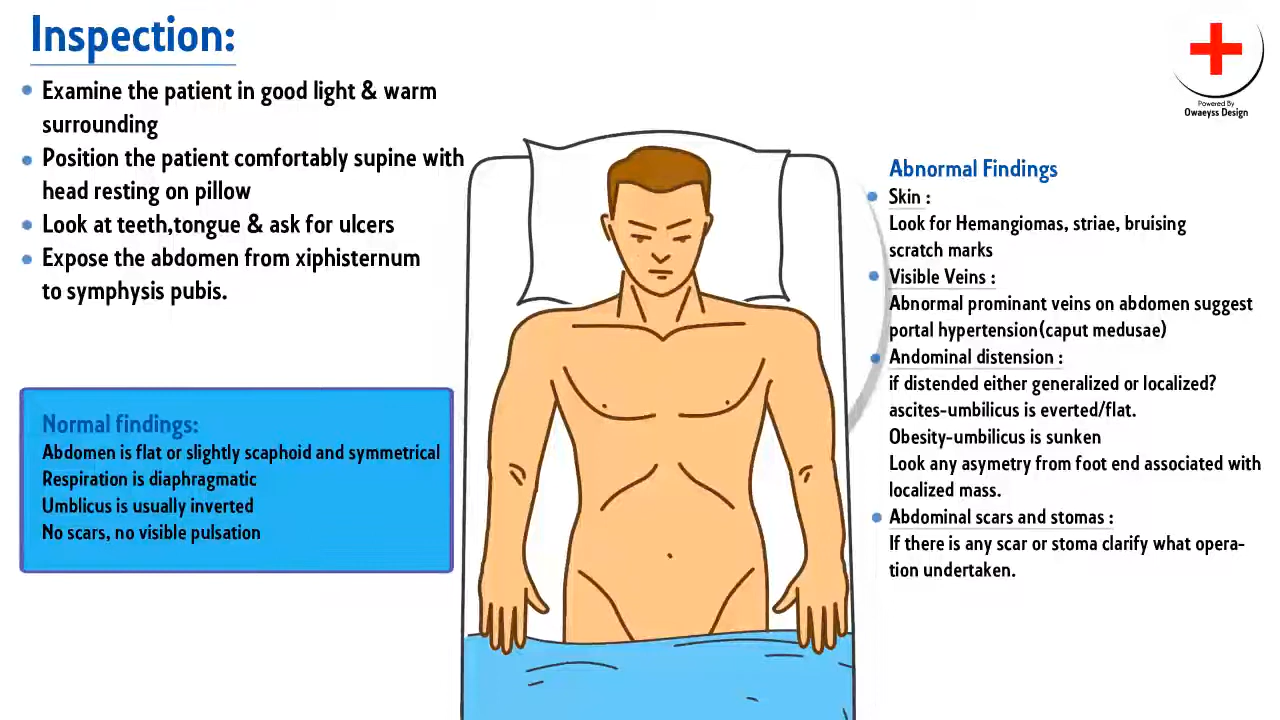 Inspection:
Examine the patient in good light & warm
surrounding
Position the patient comfortably supine with
head resting on pillow
Look at teeth,tongue & ask for ulcers
Expose the abdomen from xiphisternum
to symphysis pubis.
Normal findings:
Abdomen is flat or slightly scaphoid and symmetrical
Respiration is diaphragmatic
Umblicus is usually inverted
No scars, no visible pulsation
Powered By
Owaeyss Design
Abnormal Findings
Skin :
Look for Hemangiomas, striae, bruising
scratch marks
Visible Veins :
Abnormal prominant veins on abdomen suggest
portal hypertension(caput medusae)
Andominal distension :
if distended either generalized or localized?
ascites-umbilicus is everted/flat.
Obesity-umbilicus is sunken
Look any asymetry from foot end associated with
localized mass.
Abdominal scars and stomas :
If there is any scar or stoma clarify what opera-
tion undertaken.